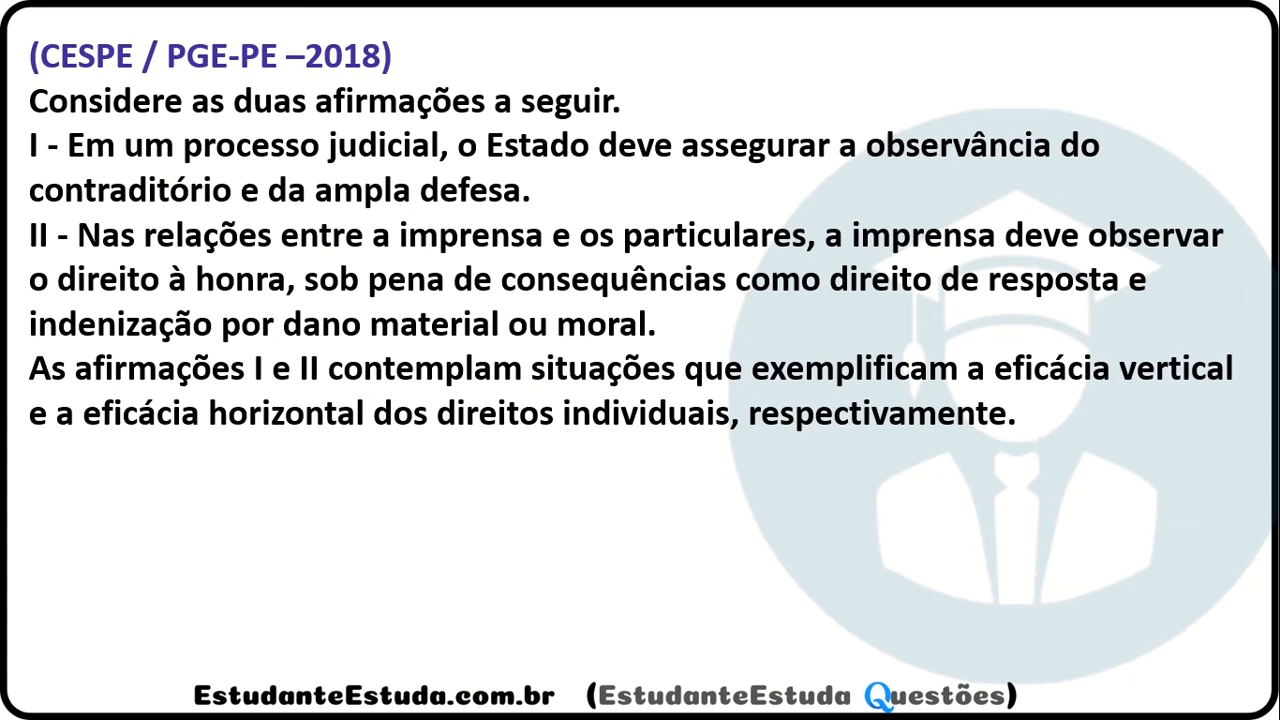 (CESPE / PGE-PE –2018)
Considere as duas afirmações a seguir.
I - Em um processo judicial, o Estado deve assegurar a observância do
contraditório e da ampla defesa.
II - Nas relações entre a imprensa e os particulares, a imprensa deve observar
o direito à honra, sob pena de consequências como direito de resposta e
indenização por dano material ou moral.
As afirmações I e II contemplam situações que exemplificam a eficácia vertical
e a eficácia horizontal dos direitos individuais, respectivamente.
EstudanteEstuda.com.br (EstudanteEstuda Questões)